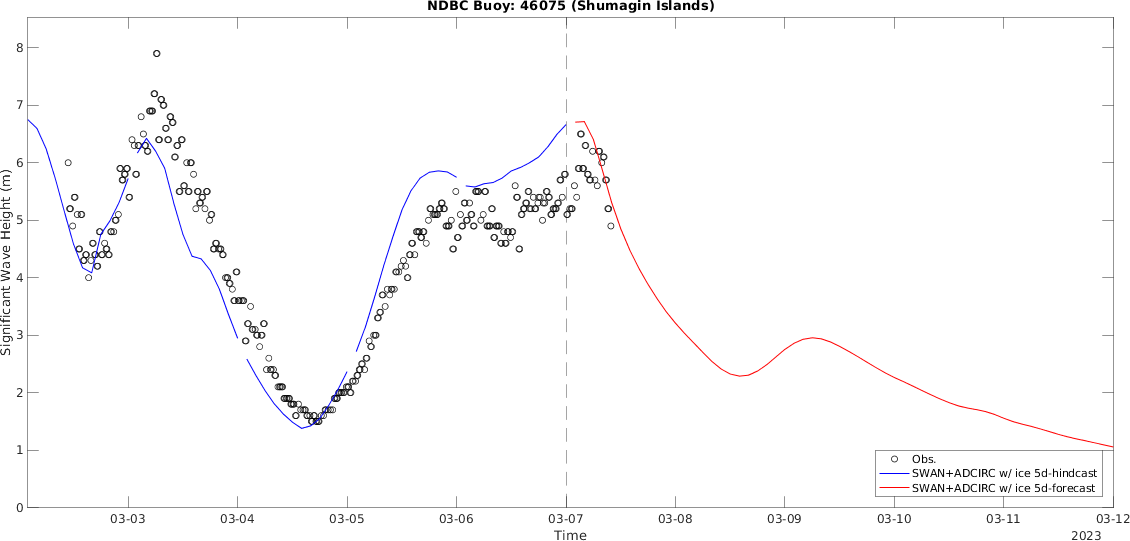 NDBC Buoy: 46075 (Shumagin Islands)
Significant Wave Height (m)
8
7
6
5
4
3
2
1
0
Obs.
SWAN+ADCIRC w/ ice 5d-hindcast
SWAN+ADCIRC w/ ice 5d-forecast
03-03 03-04 03-05 03-06 03-07 03-08 03-09 03-10 03-11 03-12
Time
2023